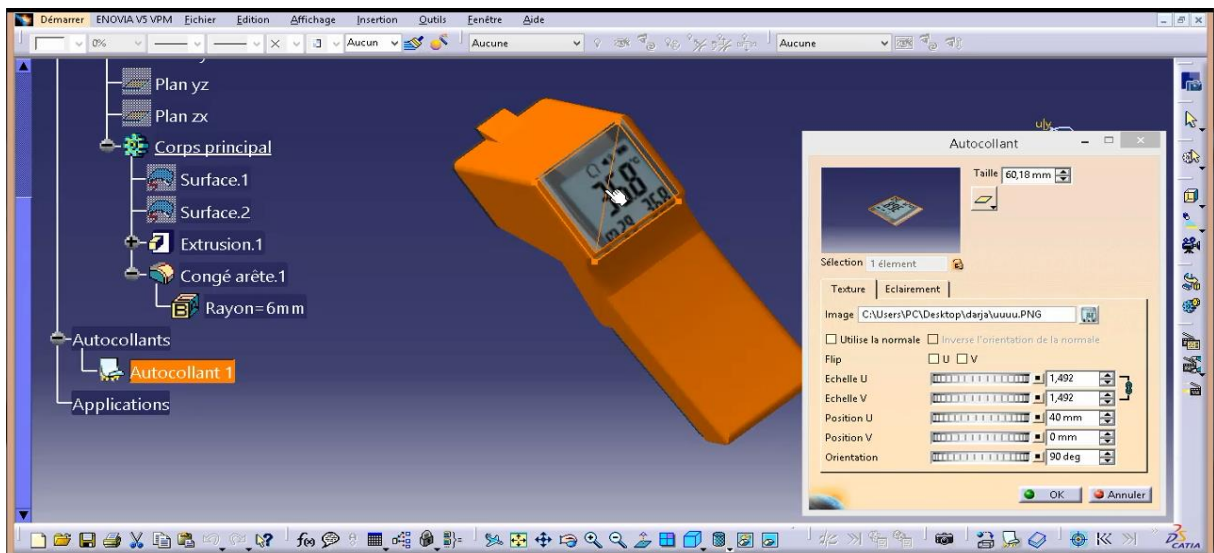 Démarrer ENOVIA V5 VPM Fichier Edition Affichage Insertion Outils Fenêtre Aide
0% Aucun Aucune Aucune
Plan yz
Plan zx
Corps principal
Surface.1
Surface.2
Extrusion.1
Congé arête.1
Rayon=6mm
Autocollants
Autocollant 1
Applications
Autocollant
Taille 60,18 mm
Sélection 1 élement
Texture Eclairement
Image C:\Users\PC\Desktop\darja\uuuu.PNG
Utilise la normale Inverse l'orientation de la normale
Flip U V
Echelle U 1,492
Echelle V 1,492
Position U 40 mm
Position V 0 mm
Orientation 90 deg
OK Annuler
CATIA